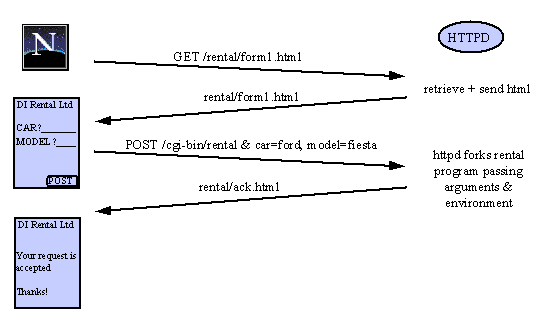 N
HTTPD
GET /rental/form1.html
retrieve + send html
rental/form1.html
DI Rental Ltd
CAR?______
MODEL?____
POST
POST /cgi-bin/rental & car=ford, model=fiesta
httpd forks rental
program passing
arguments &
environment
rental/ack.html
DI Rental Ltd
Your request is
accepted
Thanks!